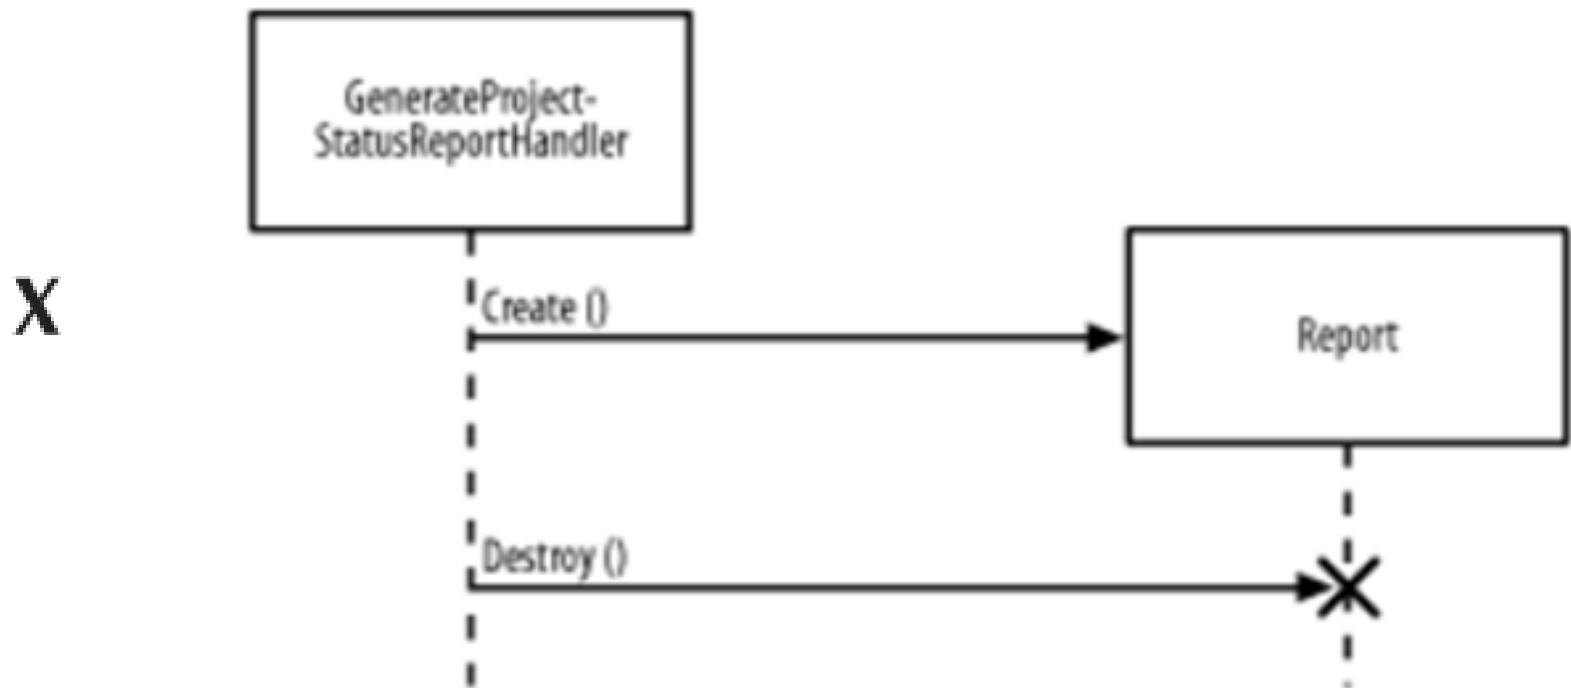 GenerateProject-
StatusReportHandler
X
Create ()
Report
Destroy ()